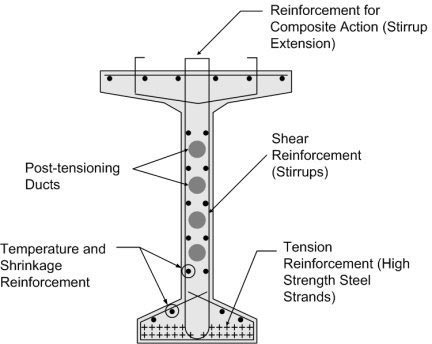 Reinforcement for
Composite Action (Stirrup
Extension)
Shear
Reinforcement
(Stirrups)
Post-tensioning
Ducts
Temperature and
Shrinkage
Reinforcement
Tension
Reinforcement (High
Strength Steel
Strands)